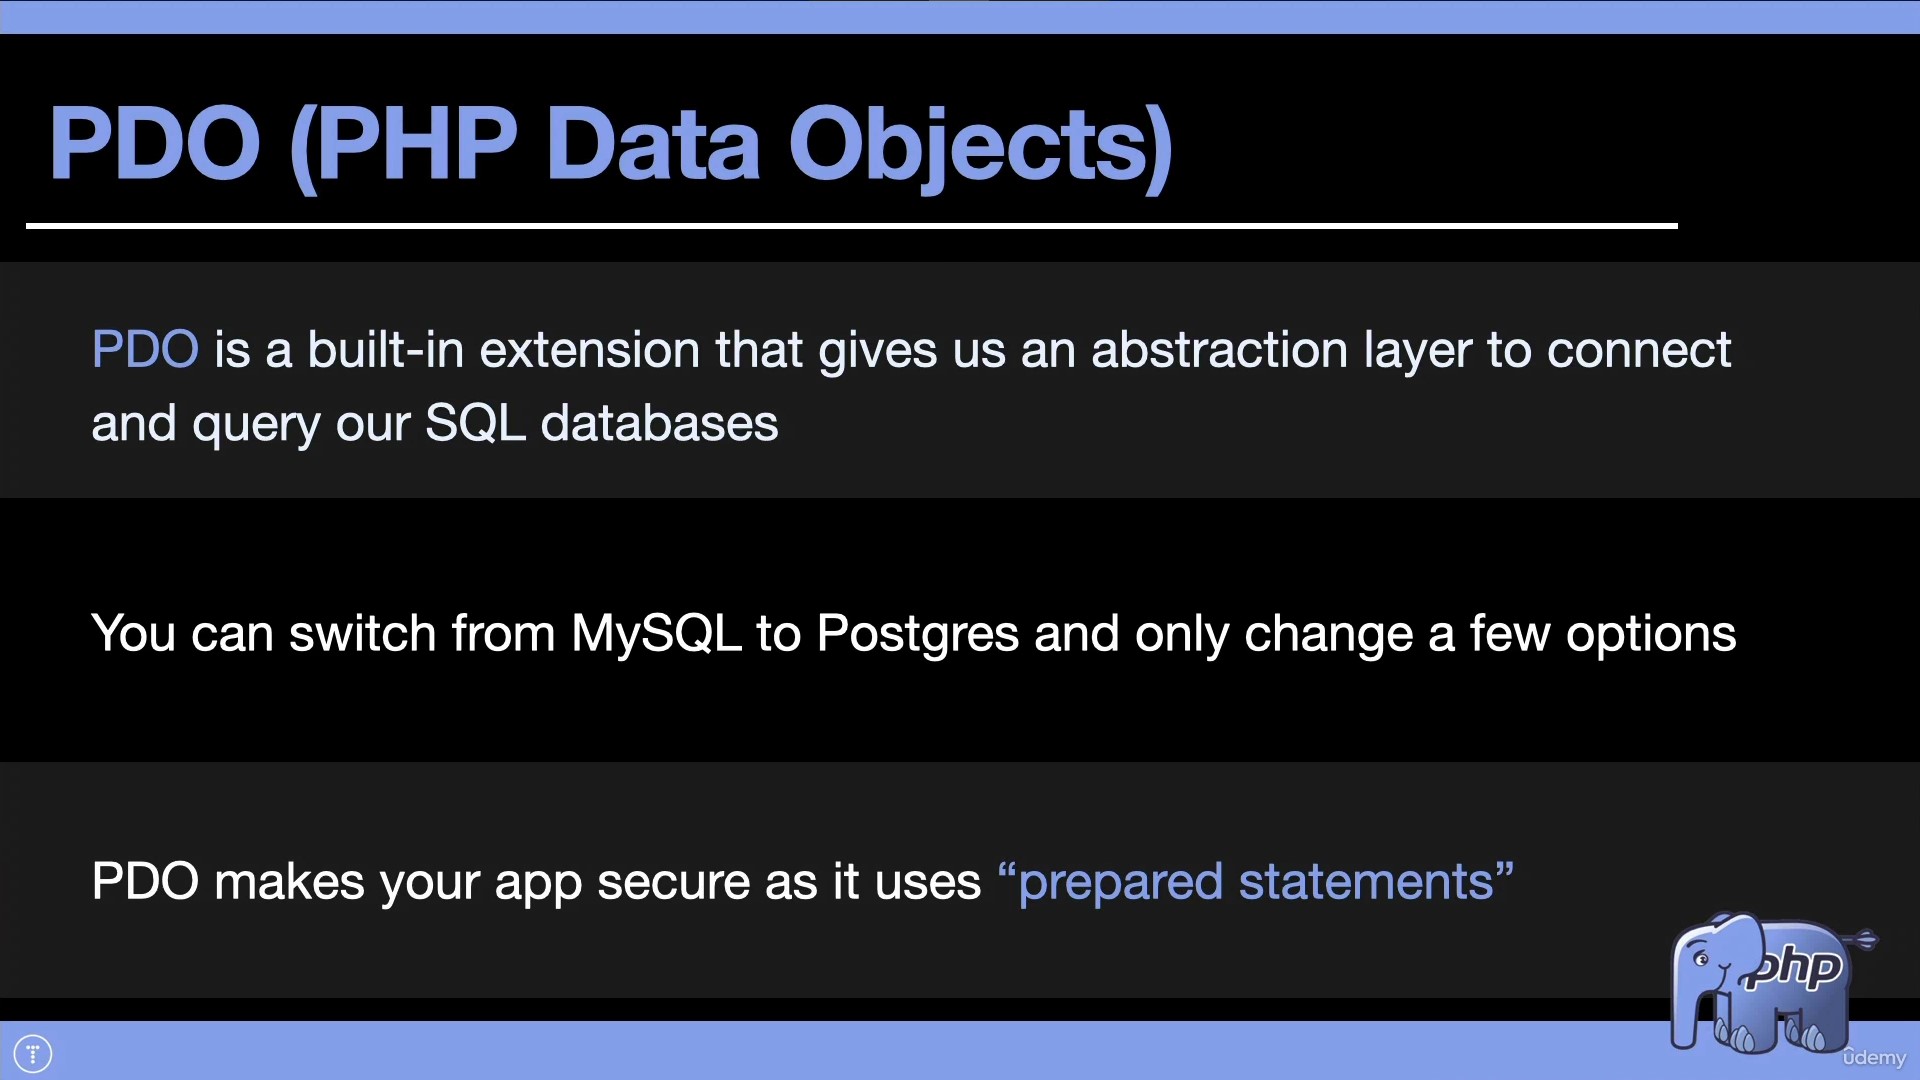 PDO (PHP Data Objects)
PDO is a built-in extension that gives us an abstraction layer to connect
and query our SQL databases
You can switch from MySQL to Postgres and only change a few options
PDO makes your app secure as it uses “prepared statements”
php
T
ûdemy